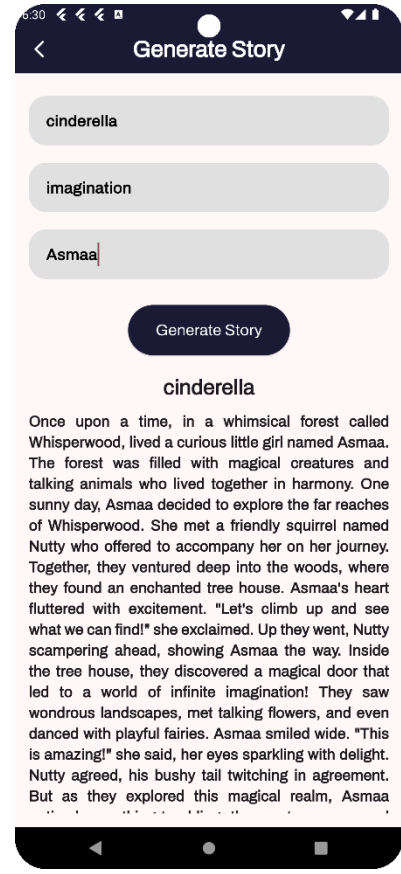 6:30
Generate Story
cinderella
imagination
Asmaa
Generate Story
cinderella
Once upon a time, in a whimsical forest called
Whisperwood, lived a curious little girl named Asmaa.
The forest was filled with magical creatures and
talking animals who lived together in harmony. One
sunny day, Asmaa decided to explore the far reaches
of Whisperwood. She met a friendly squirrel named
Nutty who offered to accompany her on her journey.
Together, they ventured deep into the woods, where
they found an enchanted tree house. Asmaa's heart
fluttered with excitement. "Let's climb up and see
what we can find!" she exclaimed. Up they went, Nutty
scampering ahead, showing Asmaa the way. Inside
the tree house, they discovered a magical door that
led to a world of infinite imagination! They saw
wondrous landscapes, met talking flowers, and even
danced with playful fairies. Asmaa smiled wide. "This
is amazing!" she said, her eyes sparkling with delight.
Nutty agreed, his bushy tail twitching in agreement.
But as they explored this magical realm, Asmaa